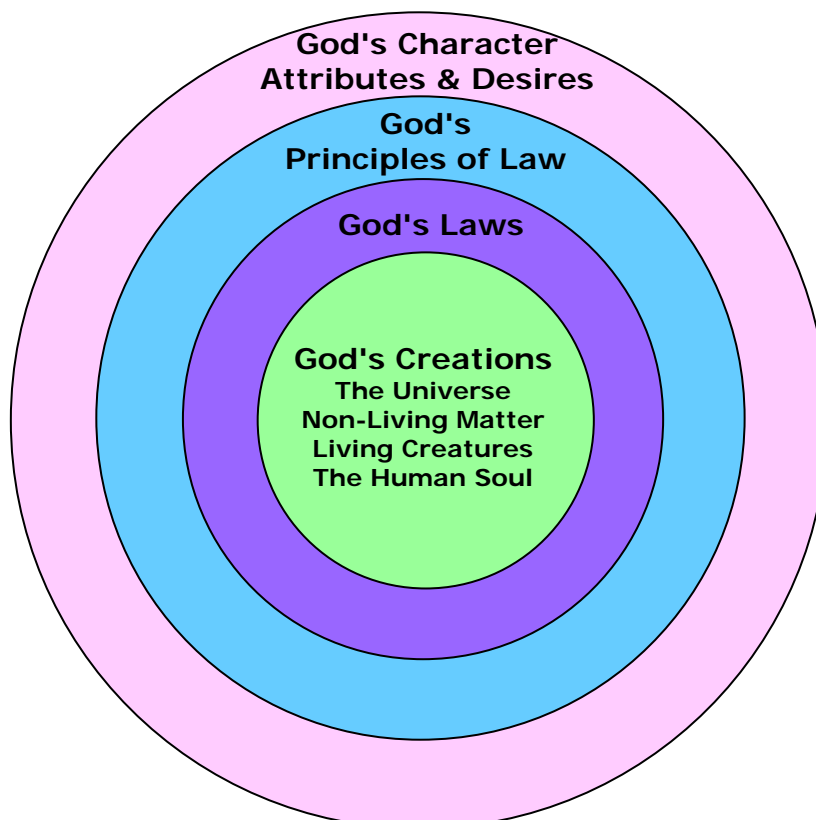 God's Character
Attributes & Desires
God's
Principles of Law
God's Laws
God's Creations
The Universe
Non-Living Matter
Living Creatures
The Human Soul